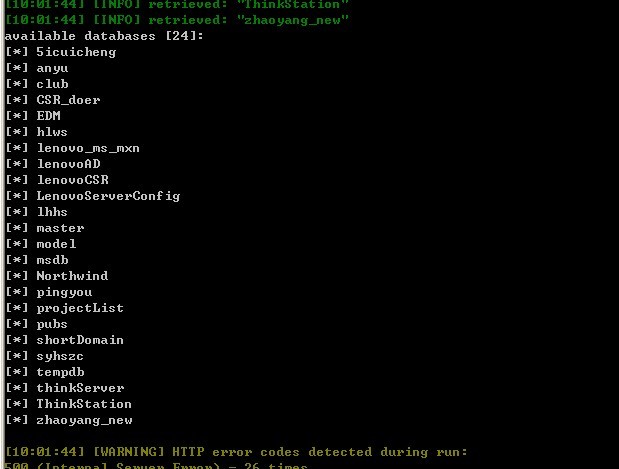 [10:01:44] [INFO] retrieved: "ThinkStation"
[10:01:44] [INFO] retrieved: "zhaoyang_new"
available databases [24]:
[*] 5icuicheng
[*] anyu
[*] club
[*] CSR_doer
[*] EDM
[*] hlws
[*] lenovo_ms_mxn
[*] lenovoAD
[*] lenovoCSR
[*] LenovoServerConfig
[*] lhhs
[*] master
[*] model
[*] msdb
[*] Northwind
[*] pingyou
[*] projectList
[*] pubs
[*] shortDomain
[*] syhszc
[*] tempdb
[*] thinkServer
[*] ThinkStation
[*] zhaoyang_new
[10:01:44] [WARNING] HTTP error codes detected during run:
500 (Internal Server Error) - 26 times